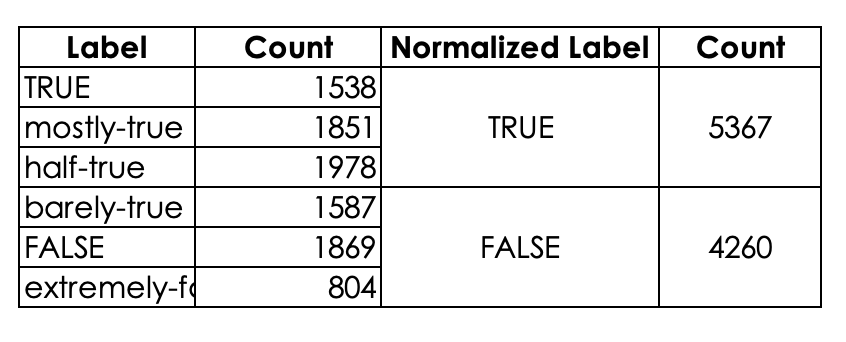 Label Count Normalized Label Count
TRUE 1538
mostly-true 1851 TRUE 5367
half-true 1978
barely-true 1587
FALSE 1869 FALSE 4260
extremely-f 804